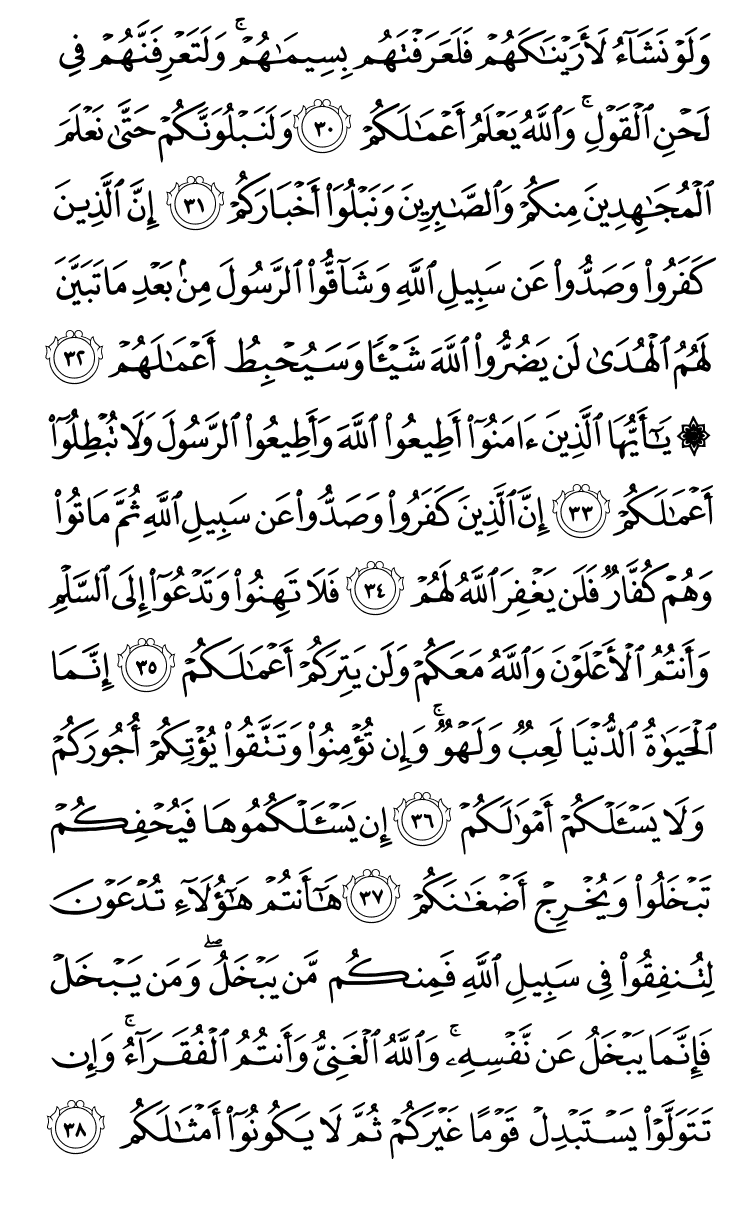 وَلَوْ نَشَآءُ لَأَرَيْنَٰكَهُمْ فَلَعَرَفْتَهُم بِسِيمَٰهُمْ ۚ وَلَتَعْرِفَنَّهُمْ فِى
لَحْنِ ٱلْقَوْلِ ۚ وَٱللَّهُ يَعْلَمُ أَعْمَٰلَكُمْ ٣٠ وَلَنَبْلُوَنَّكُمْ حَتَّىٰ نَعْلَمَ
ٱلْمُجَٰهِدِينَ مِنكُمْ وَٱلصَّٰبِرِينَ وَنَبْلُوَا۟ أَخْبَارَكُمْ ٣١ إِنَّ ٱلَّذِينَ
كَفَرُوا۟ وَصَدُّوا۟ عَن سَبِيلِ ٱللَّهِ وَشَآقُّوا۟ ٱلرَّسُولَ مِنۢ بَعْدِ مَا تَبَيَّنَ
لَهُمُ ٱلْهُدَىٰ لَن يَضُرُّوا۟ ٱللَّهَ شَيْـًٔا وَسَيُحْبِطُ أَعْمَٰلَهُمْ ٣٢
۞ يَٰٓأَيُّهَا ٱلَّذِينَ ءَامَنُوٓا۟ أَطِيعُوا۟ ٱللَّهَ وَأَطِيعُوا۟ ٱلرَّسُولَ وَلَا تُبْطِلُوٓا۟
أَعْمَٰلَكُمْ ٣٣ إِنَّ ٱلَّذِينَ كَفَرُوا۟ وَصَدُّوا۟ عَن سَبِيلِ ٱللَّهِ ثُمَّ مَاتُوا۟
وَهُمْ كُفَّارٌ فَلَن يَغْفِرَ ٱللَّهُ لَهُمْ ٣٤ فَلَا تَهِنُوا۟ وَتَدْعُوٓا۟ إِلَى ٱلسَّلْمِ
وَأَنتُمُ ٱلْأَعْلَوْنَ وَٱللَّهُ مَعَكُمْ وَلَن يَتِرَكُمْ أَعْمَٰلَكُمْ ٣٥ إِنَّمَا
ٱلْحَيَوٰةُ ٱلدُّنْيَا لَعِبٌ وَلَهْوٌ ۚ وَإِن تُؤْمِنُوا۟ وَتَتَّقُوا۟ يُؤْتِكُمْ أُجُورَكُمْ
وَلَا يَسْـَٔلْكُمْ أَمْوَٰلَكُمْ ٣٦ إِن يَسْـَٔلْكُمُوهَا فَيُحْفِكُمْ
تَبْخَلُوا۟ وَيُخْرِجْ أَضْغَٰنَكُمْ ٣٧ هَٰٓأَنتُمْ هَٰٓؤُلَآءِ تُدْعَوْنَ
لِتُنفِقُوا۟ فِى سَبِيلِ ٱللَّهِ فَمِنكُم مَّن يَبْخَلُ ۖ وَمَن يَبْخَلْ
فَإِنَّمَا يَبْخَلُ عَن نَّفْسِهِۦ ۚ وَٱللَّهُ ٱلْغَنِىُّ وَأَنتُمُ ٱلْفُقَرَآءُ ۚ وَإِن
تَتَوَلَّوْا۟ يَسْتَبْدِلْ قَوْمًا غَيْرَكُمْ ثُمَّ لَا يَكُونُوٓا۟ أَمْثَٰلَكُم ٣٨